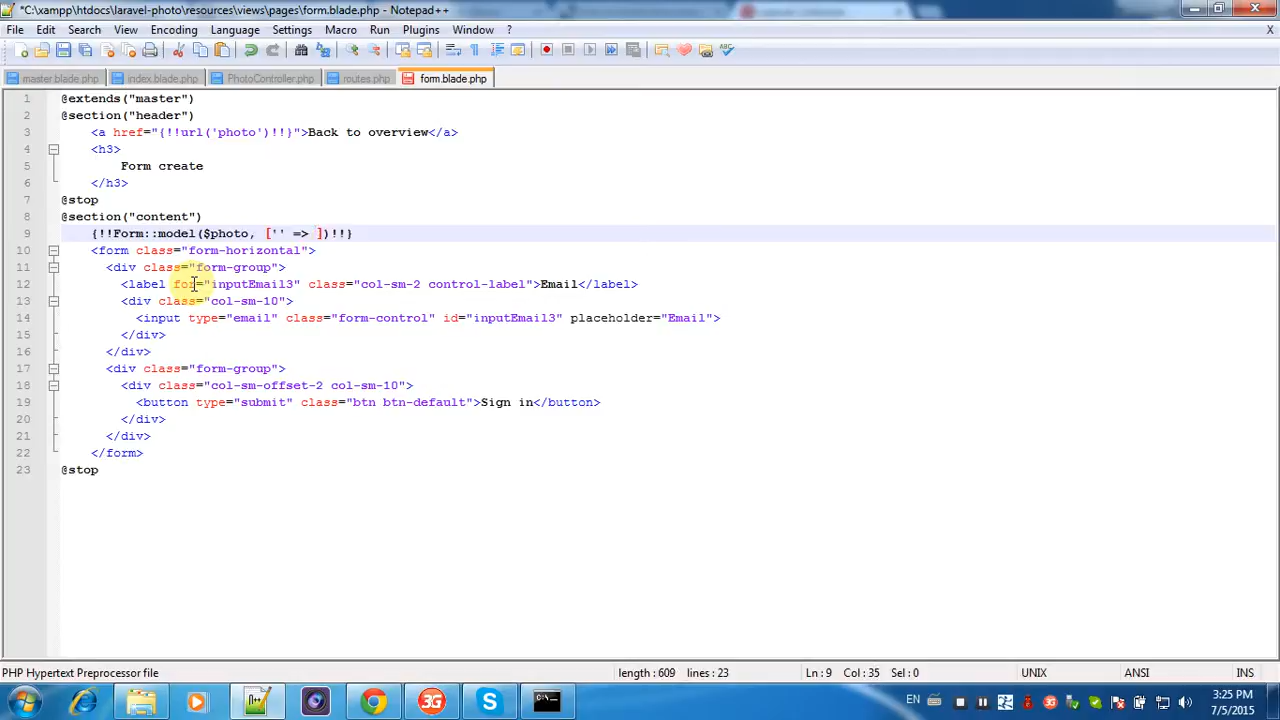 *C:\xampp\htdocs\laravel-photo\resources\views\pages\form.blade.php - Notepad++
File Edit Search View Encoding Language Settings Macro Run Plugins Window ? X
master.blade.php index.blade.php PhotoController.php routes.php form.blade.php
1 @extends("master")
2 @section("header")
3 <a href="{!!url('photo')!!}">Back to overview</a>
4 <h3>
5 Form create
6 </h3>
7 @stop
8 @section("content")
9 {!!Form::model($photo, ['' => ])!!}
10 <form class="form-horizontal">
11 <div class="form-group">
12 <label for="inputEmail3" class="col-sm-2 control-label">Email</label>
13 <div class="col-sm-10">
14 <input type="email" class="form-control" id="inputEmail3" placeholder="Email">
15 </div>
16 </div>
17 <div class="form-group">
18 <div class="col-sm-offset-2 col-sm-10">
19 <button type="submit" class="btn btn-default">Sign in</button>
20 </div>
21 </div>
22 </form>
23 @stop
PHP Hypertext Preprocessor file length : 609 lines : 23 Ln : 9 Col : 35 Sel : 0 UNIX ANSI INS
EN 3:25 PM
7/5/2015